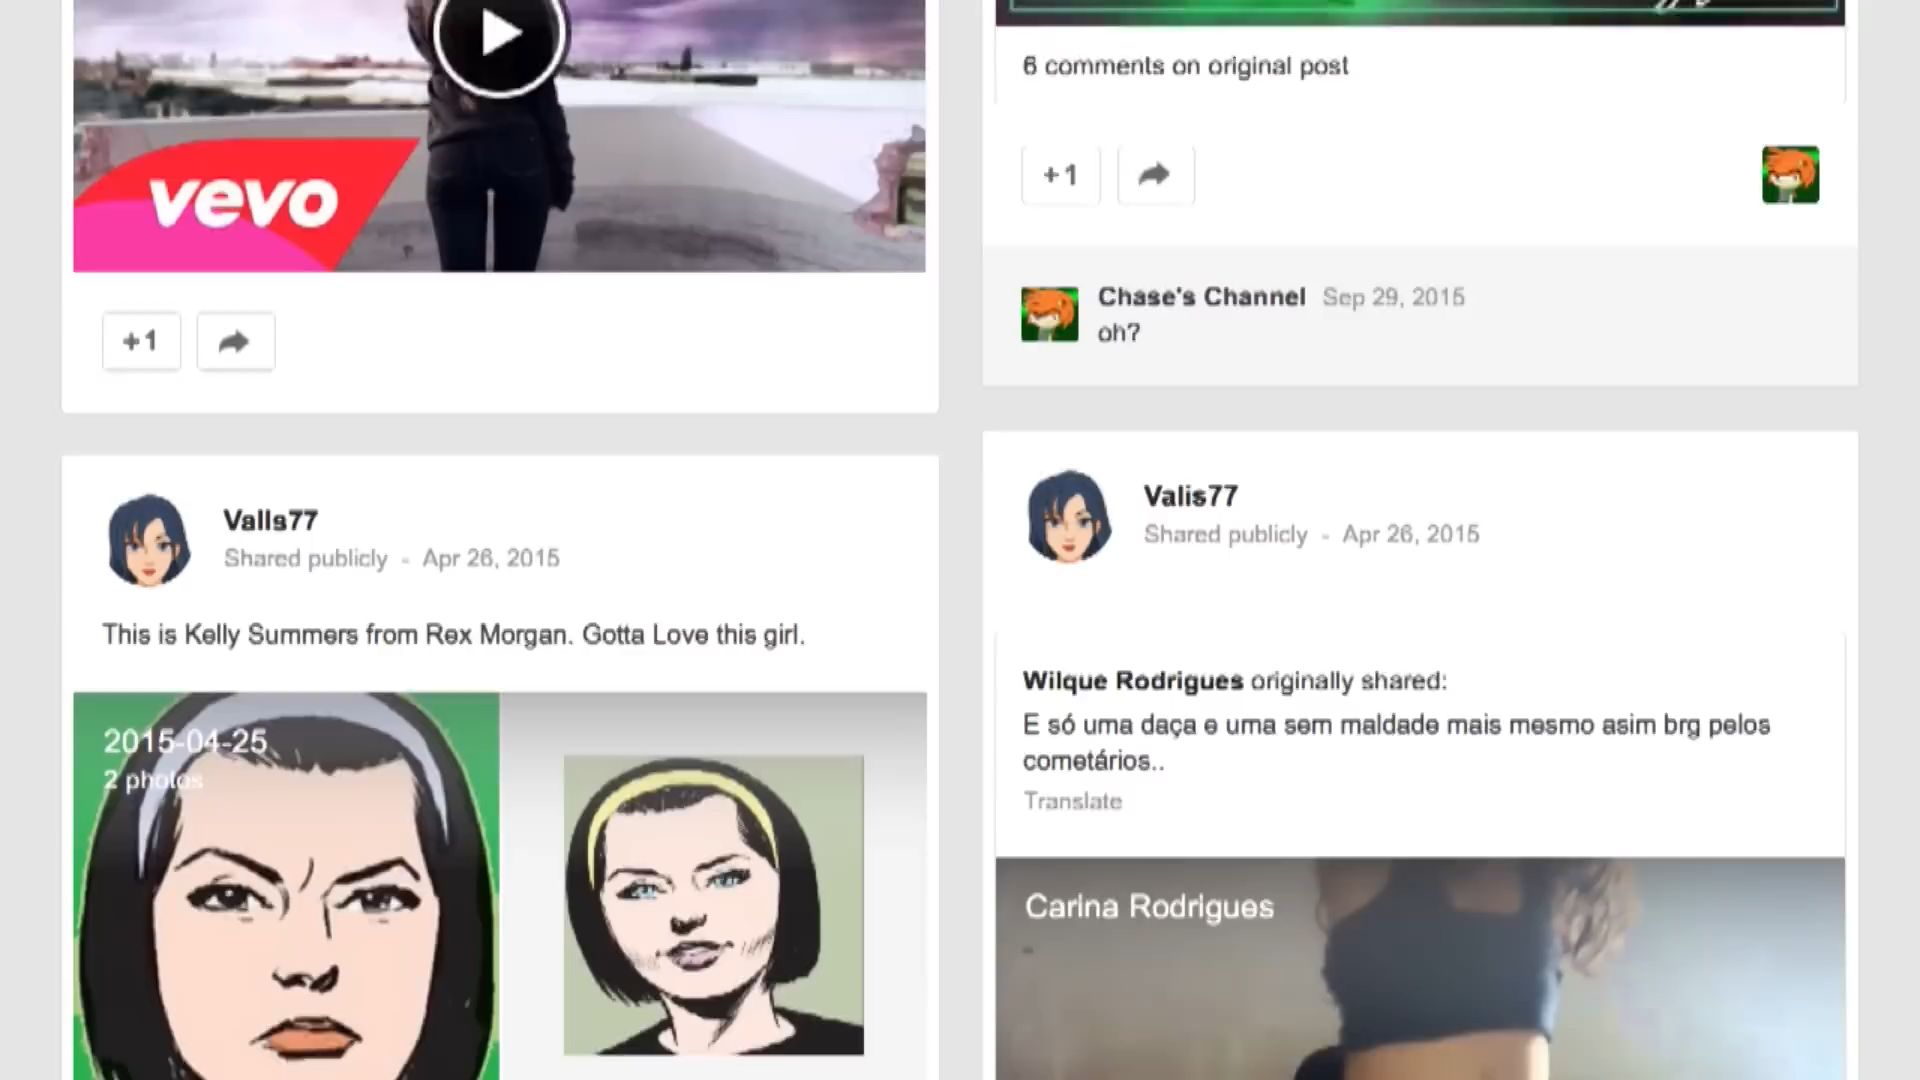 vevo
+1
Valis77
Shared publicly - Apr 26, 2015
This is Kelly Summers from Rex Morgan. Gotta Love this girl.
2015-04-25
2 photos
6 comments on original post
+1
Chase's Channel Sep 29, 2015
oh?
Valis77
Shared publicly - Apr 26, 2015
Wilque Rodrigues originally shared:
E só uma daça e uma sem maldade mais mesmo asim brg pelos
cometários..
Translate
Carina Rodrigues